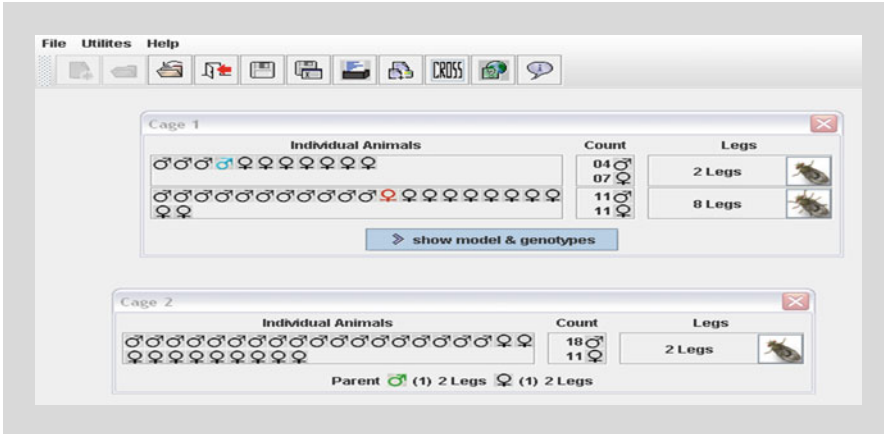 File Utilites Help
CROSS
Cage 1
Individual Animals Count Legs
♂♂♂♂♀♀♀♀♀♀♀ 04♂ 2 Legs
07♀
♂♂♂♂♂♂♂♂♂♂♂♀♀♀♀♀♀♀♀♀ 11♂ 8 Legs
♀♀ 11♀
show model & genotypes
Cage 2
Individual Animals Count Legs
♂♂♂♂♂♂♂♂♂♂♂♂♂♂♂♂♂♂♀♀ 18♂ 2 Legs
♀♀♀♀♀♀♀♀♀ 11♀
Parent ♂ (1) 2 Legs ♀ (1) 2 Legs